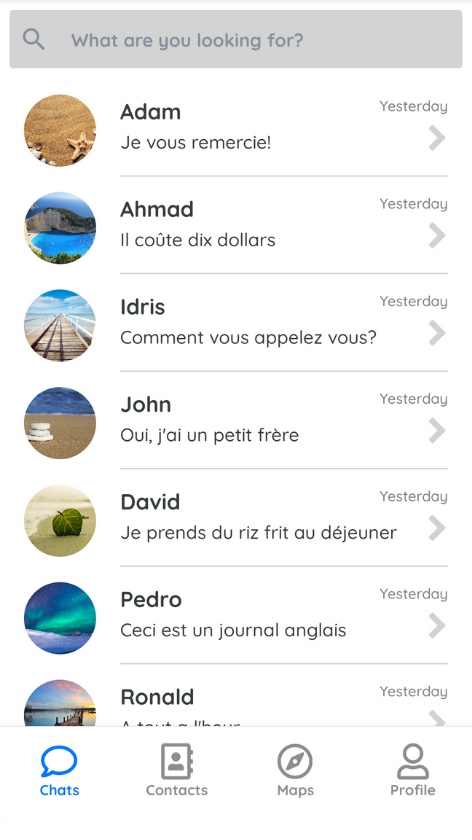 What are you looking for?
Adam
Yesterday
Je vous remercie!
Ahmad
Yesterday
Il coûte dix dollars
Idris
Yesterday
Comment vous appelez vous?
John
Yesterday
Oui, j'ai un petit frère
David
Yesterday
Je prends du riz frit au déjeuner
Pedro
Yesterday
Ceci est un journal anglais
Ronald
Yesterday
A tout a l'heur
Chats
Contacts
Maps
Profile